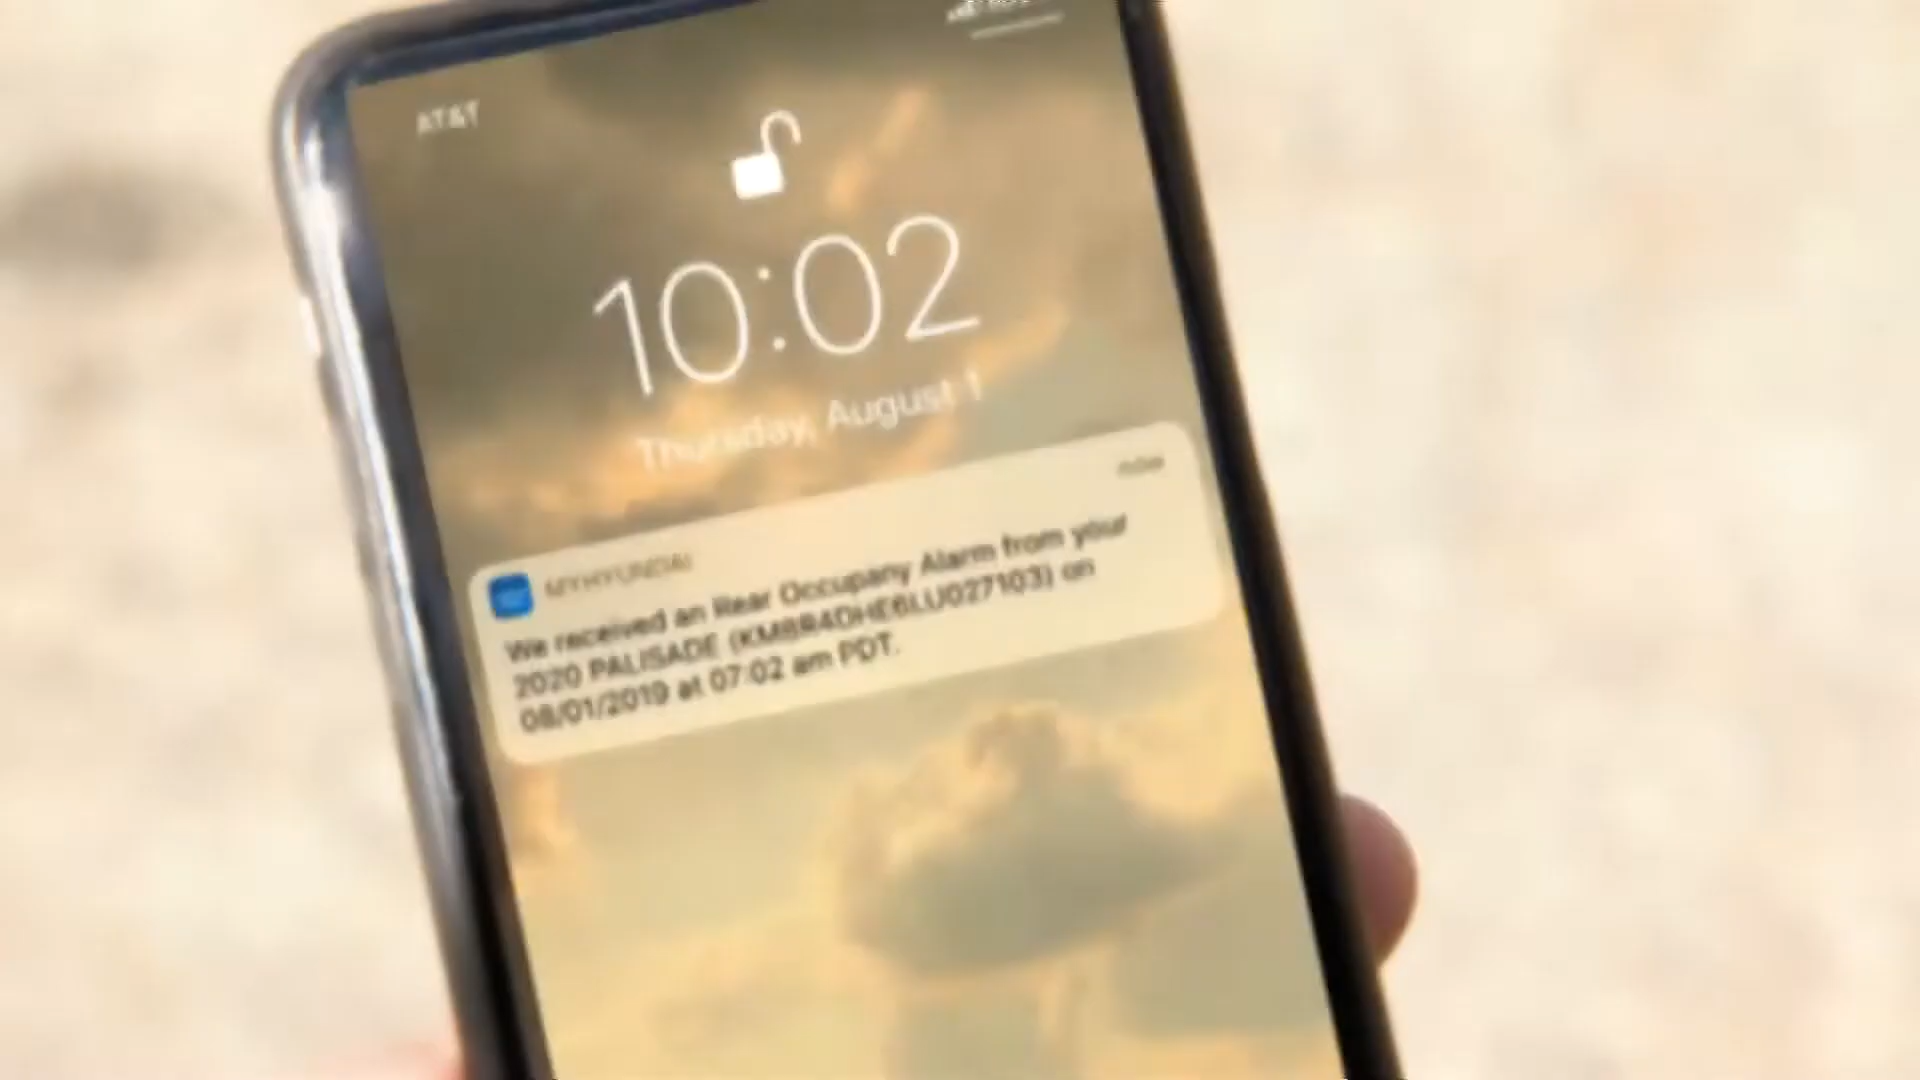 AT&T
10:02
Thursday, August 1
MYHYUNDAI
now
We received an Rear Occupany Alarm from your
2020 PALISADE (KM8R4DHE6LU027103) on
08/01/2019 at 07:02 am PDT.